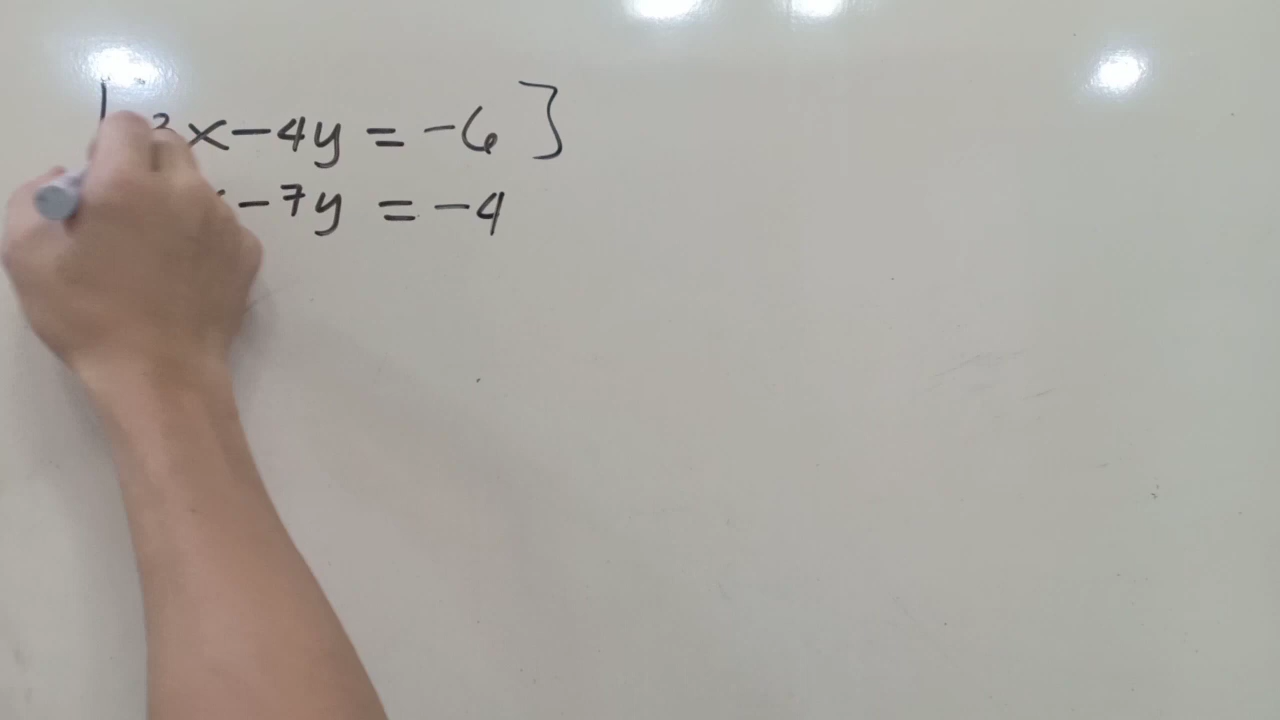 [ x - 4y = -6 ]
- 7y = -4